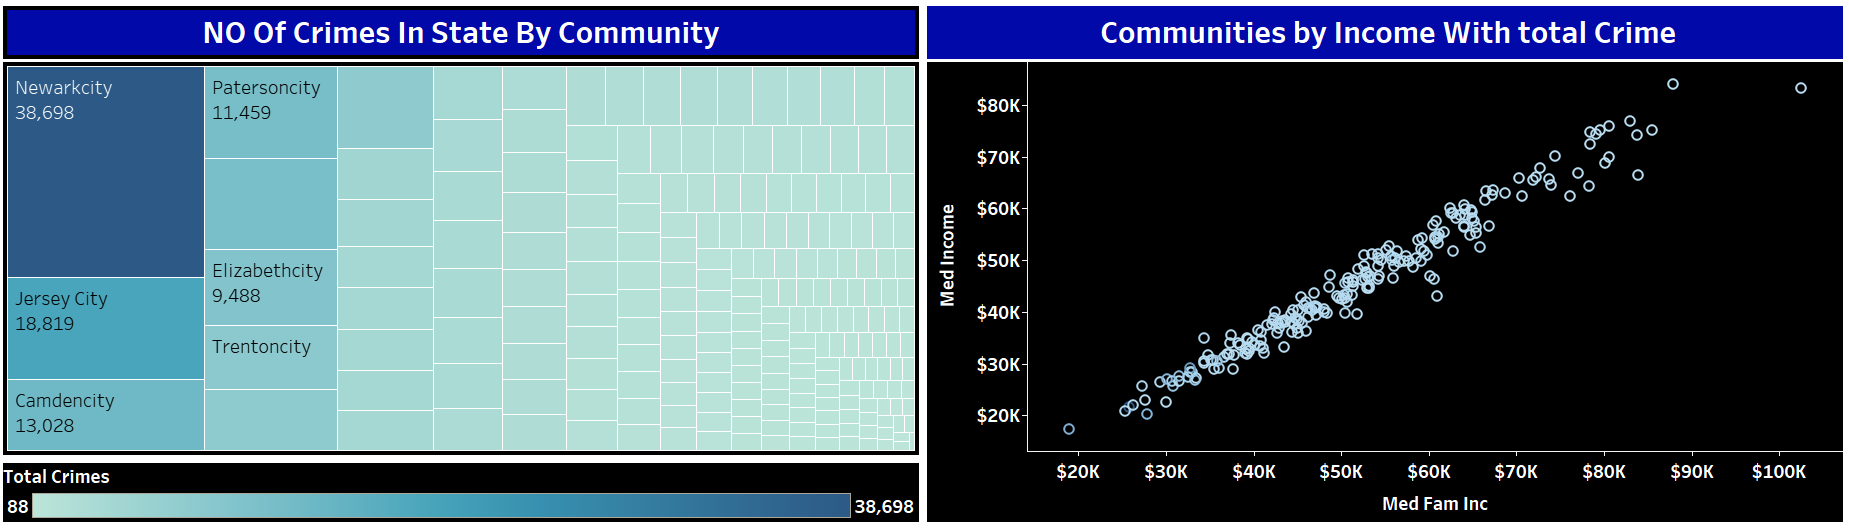 NO Of Crimes In State By Community
Newarkcity
38,698
Jersey City
18,819
Camdencity
13,028
Patersoncity
11,459
Elizabethcity
9,488
Trentoncity
Total Crimes
88
38,698
Communities by Income With total Crime
Med Income
$80K
$70K
$60K
$50K
$40K
$30K
$20K
$20K $30K $40K $50K $60K $70K $80K $90K $100K
Med Fam Inc